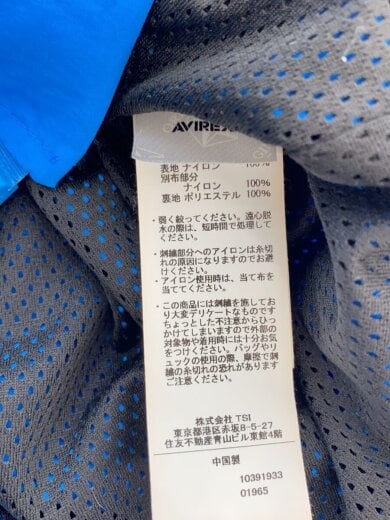 AVIREX
表地 ナイロン 100%
別布部分
ナイロン 100%
裏地 ポリエステル 100%
・弱く絞ってください。遠心脱
水の際は、短時間で処理して
ください。
・刺繍部分へのアイロンは糸切
れの原因になりますのでお避
けください。
・アイロン使用時は、当て布を
当ててください。
・この商品には刺繍を施してお
り大変デリケートなものです
ちょっとした不注意からひっ
かけてしまいますので外部の
対象物や着用時には十分お気
をつけください。バッグやリ
ュックの使用の際、摩擦で刺
繍の糸切れの恐れがあります
ご注意ください。
株式会社 TSI
東京都港区赤坂8-5-27
住友不動産青山ビル東館4階
中国製
10391933
01965